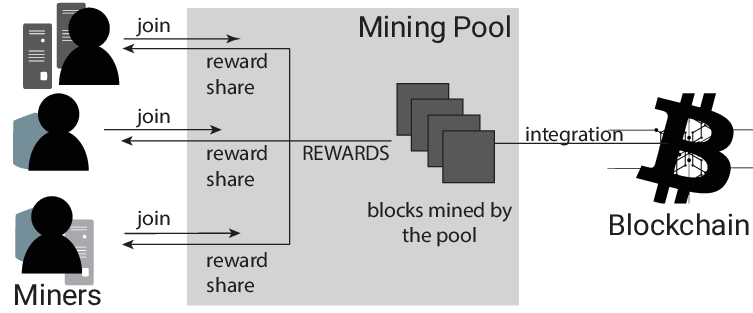 Mining Pool
join
reward
share
join
reward
share
REWARDS
integration
blocks mined by
the pool
Blockchain
join
reward
share
Miners